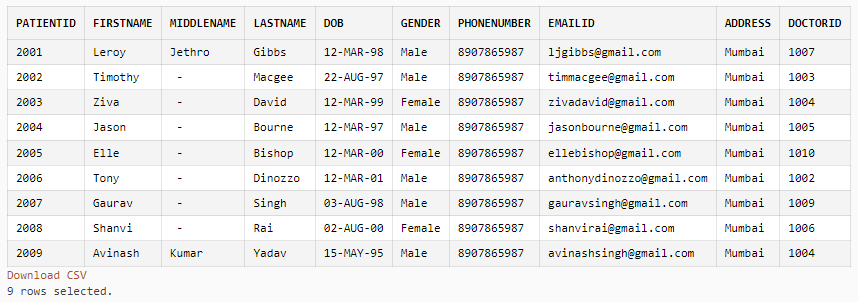 PATIENTID FIRSTNAME MIDDLENAME LASTNAME DOB GENDER PHONENUMBER EMAILID ADDRESS DOCTORID
2001 Leroy Jethro Gibbs 12-MAR-98 Male 8907865987 ljgibbs@gmail.com Mumbai 1007
2002 Timothy - Macgee 22-AUG-97 Male 8907865987 timmacgee@gmail.com Mumbai 1003
2003 Ziva - David 12-MAR-99 Female 8907865987 zivadavid@gmail.com Mumbai 1004
2004 Jason - Bourne 12-MAR-97 Male 8907865987 jasonbourne@gmail.com Mumbai 1005
2005 Elle - Bishop 12-MAR-00 Female 8907865987 ellebishop@gmail.com Mumbai 1010
2006 Tony - Dinozzo 12-MAR-01 Male 8907865987 anthonydinozzo@gmail.com Mumbai 1002
2007 Gaurav - Singh 03-AUG-98 Male 8907865987 gauravsingh@gmail.com Mumbai 1009
2008 Shanvi - Rai 02-AUG-00 Female 8907865987 shanvirai@gmail.com Mumbai 1006
2009 Avinash Kumar Yadav 15-MAY-95 Male 8907865987 avinashsingh@gmail.com Mumbai 1004
Download CSV
9 rows selected.